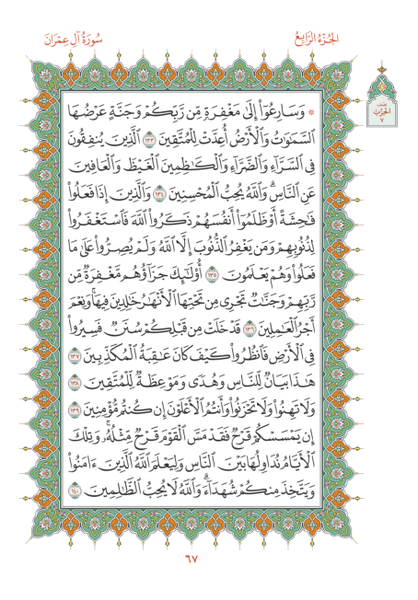 سُورَةُ آلِ عِمْرَانَ
الجُزْءُ الرَّابِعُ
نصف
الحزب
٧
۞ وَسَارِعُوٓا۟ إِلَىٰ مَغْفِرَةٍ مِّن رَّبِّكُمْ وَجَنَّةٍ عَرْضُهَا
ٱلسَّمَٰوَٰتُ وَٱلْأَرْضُ أُعِدَّتْ لِلْمُتَّقِينَ ١٣٣ ٱلَّذِينَ يُنفِقُونَ
فِى ٱلسَّرَّآءِ وَٱلضَّرَّآءِ وَٱلْكَٰظِمِينَ ٱلْغَيْظَ وَٱلْعَافِينَ
عَنِ ٱلنَّاسِ ۗ وَٱللَّهُ يُحِبُّ ٱلْمُحْسِنِينَ ١٣٤ وَٱلَّذِينَ إِذَا فَعَلُوا۟
فَٰحِشَةً أَوْ ظَلَمُوٓا۟ أَنفُسَهُمْ ذَكَرُوا۟ ٱللَّهَ فَٱسْتَغْفَرُوا۟
لِذُنُوبِهِمْ وَمَن يَغْفِرُ ٱلذُّنُوبَ إِلَّا ٱللَّهُ وَلَمْ يُصِرُّوا۟ عَلَىٰ مَا
فَعَلُوا۟ وَهُمْ يَعْلَمُونَ ١٣٥ أُو۟لَٰٓئِكَ جَزَآؤُهُم مَّغْفِرَةٌ مِّن
رَّبِّهِمْ وَجَنَّٰتٌ تَجْرِى مِن تَحْتِهَا ٱلْأَنْهَٰرُ خَٰلِدِينَ فِيهَا ۚ وَنِعْمَ
أَجْرُ ٱلْعَٰمِلِينَ ١٣٦ قَدْ خَلَتْ مِن قَبْلِكُمْ سُنَنٌ فَسِيرُوا۟
فِى ٱلْأَرْضِ فَٱنظُرُوا۟ كَيْفَ كَانَ عَٰقِبَةُ ٱلْمُكَذِّبِينَ ١٣٧
هَٰذَا بَيَانٌ لِّلنَّاسِ وَهُدًى وَمَوْعِظَةٌ لِّلْمُتَّقِينَ ١٣٨
وَلَا تَهِنُوا۟ وَلَا تَحْزَنُوا۟ وَأَنتُمُ ٱلْأَعْلَوْنَ إِن كُنتُم مُّؤْمِنِينَ ١٣٩
إِن يَمْسَسْكُمْ قَرْحٌ فَقَدْ مَسَّ ٱلْقَوْمَ قَرْحٌ مِّثْلُهُۥ ۚ وَتِلْكَ
ٱلْأَيَّامُ نُدَاوِلُهَا بَيْنَ ٱلنَّاسِ وَلِيَعْلَمَ ٱللَّهُ ٱلَّذِينَ ءَامَنُوا۟
وَيَتَّخِذَ مِنكُمْ شُهَدَآءَ ۗ وَٱللَّهُ لَا يُحِبُّ ٱلظَّٰلِمِينَ ١٤٠
٦٧